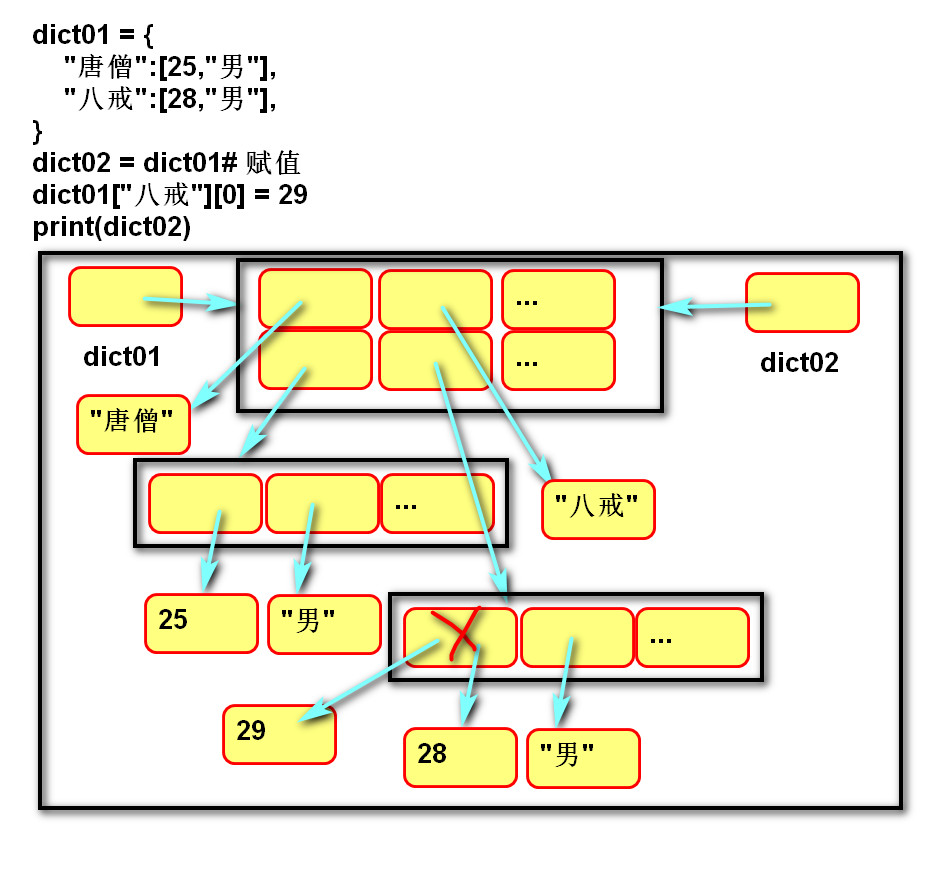 dict01 = {
"唐僧":[25,"男"],
"八戒":[28,"男"],
}
dict02 = dict01# 赋值
dict01["八戒"][0] = 29
print(dict02)
...
dict01
...
dict02
"唐僧"
...
"八戒"
25
"男"
...
29
28
"男"